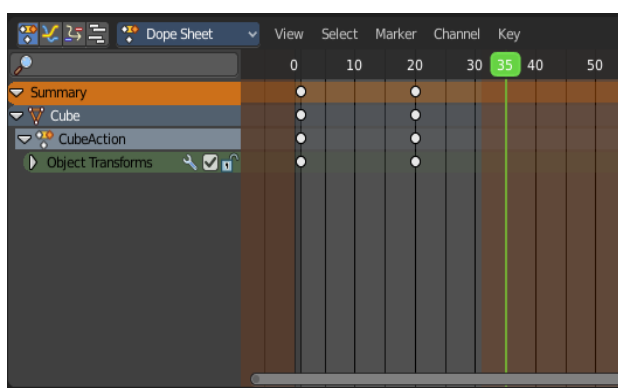 Dope Sheet View Select Marker Channel Key
0 10 20 30 35 40 50
Summary
Cube
CubeAction
Object Transforms